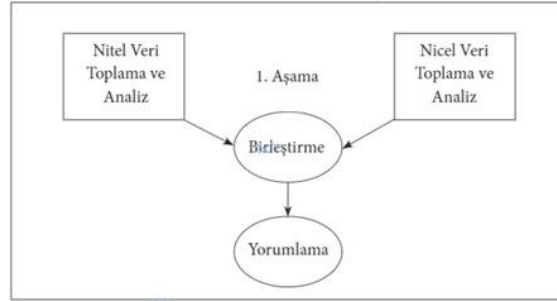 Nitel Veri
Toplama ve
Analiz
1. Aşama
Nicel Veri
Toplama ve
Analiz
Birleştirme
Yorumlama